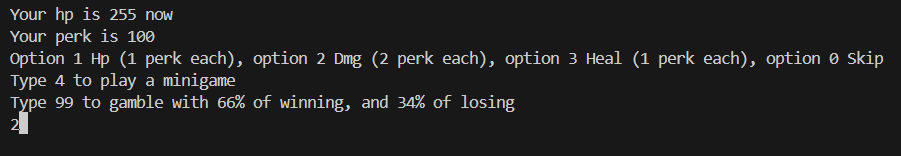 Your hp is 255 now
Your perk is 100
Option 1 Hp (1 perk each), option 2 Dmg (2 perk each), option 3 Heal (1 perk each), option 0 Skip
Type 4 to play a minigame
Type 99 to gamble with 66% of winning, and 34% of losing
2